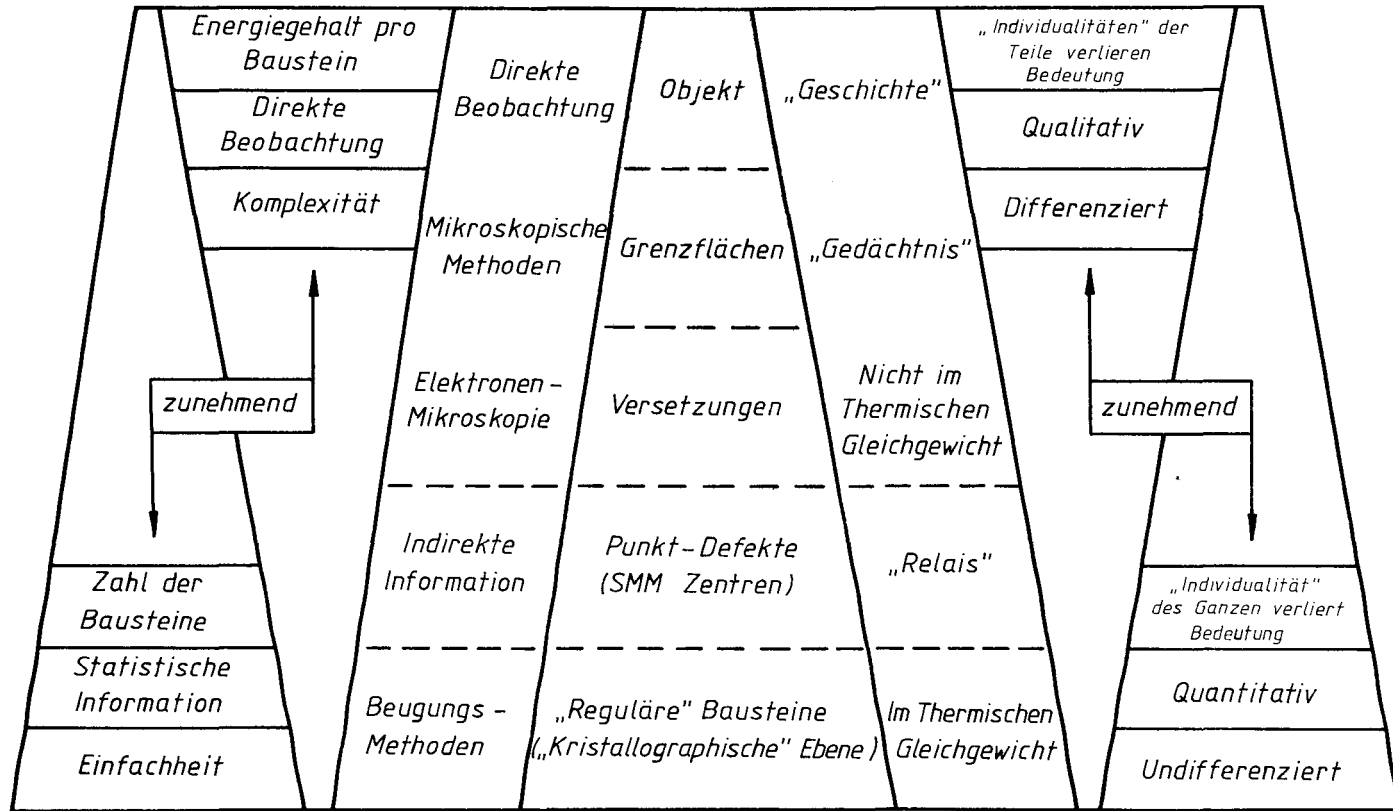 Energiegehalt pro
Baustein
Direkte
Beobachtung
Komplexität
zunehmend
Zahl der
Bausteine
Statistische
Information
Einfachheit
Direkte
Beobachtung
Mikroskopische
Methoden
Elektronen-
Mikroskopie
Indirekte
Information
Beugungs-
Methoden
Objekt
Grenzflächen
Versetzungen
Punkt-Defekte
(SMM Zentren)
„Reguläre" Bausteine
(„Kristallographische" Ebene)
„Geschichte"
„Gedächtnis"
Nicht im
Thermischen
Gleichgewicht
„Relais"
Im Thermischen
Gleichgewicht
„Individualitäten" der
Teile verlieren
Bedeutung
Qualitativ
Differenziert
zunehmend
„Individualität"
des Ganzen verliert
Bedeutung
Quantitativ
Undifferenziert